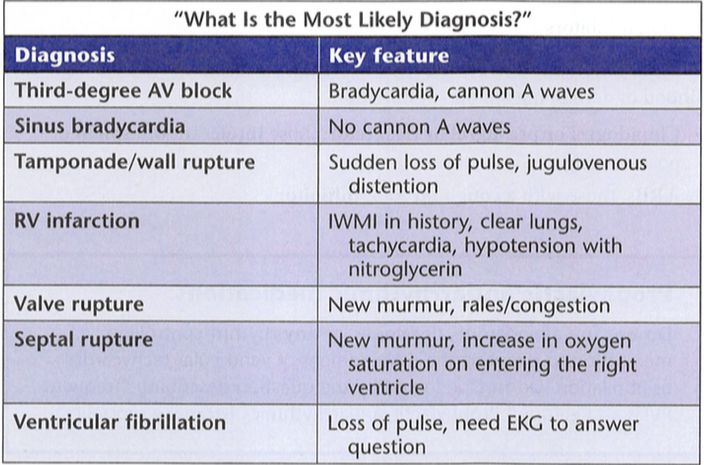 "What Is the Most Likely Diagnosis?"
Diagnosis Key feature
Third-degree AV block Bradycardia, cannon A waves
Sinus bradycardia No cannon A waves
Tamponade/wall rupture Sudden loss of pulse, jugulovenous
distention
RV infarction IWMI in history, clear lungs,
tachycardia, hypotension with
nitroglycerin
Valve rupture New murmur, rales/congestion
Septal rupture New murmur, increase in oxygen
saturation on entering the right
ventricle
Ventricular fibrillation Loss of pulse, need EKG to answer
question